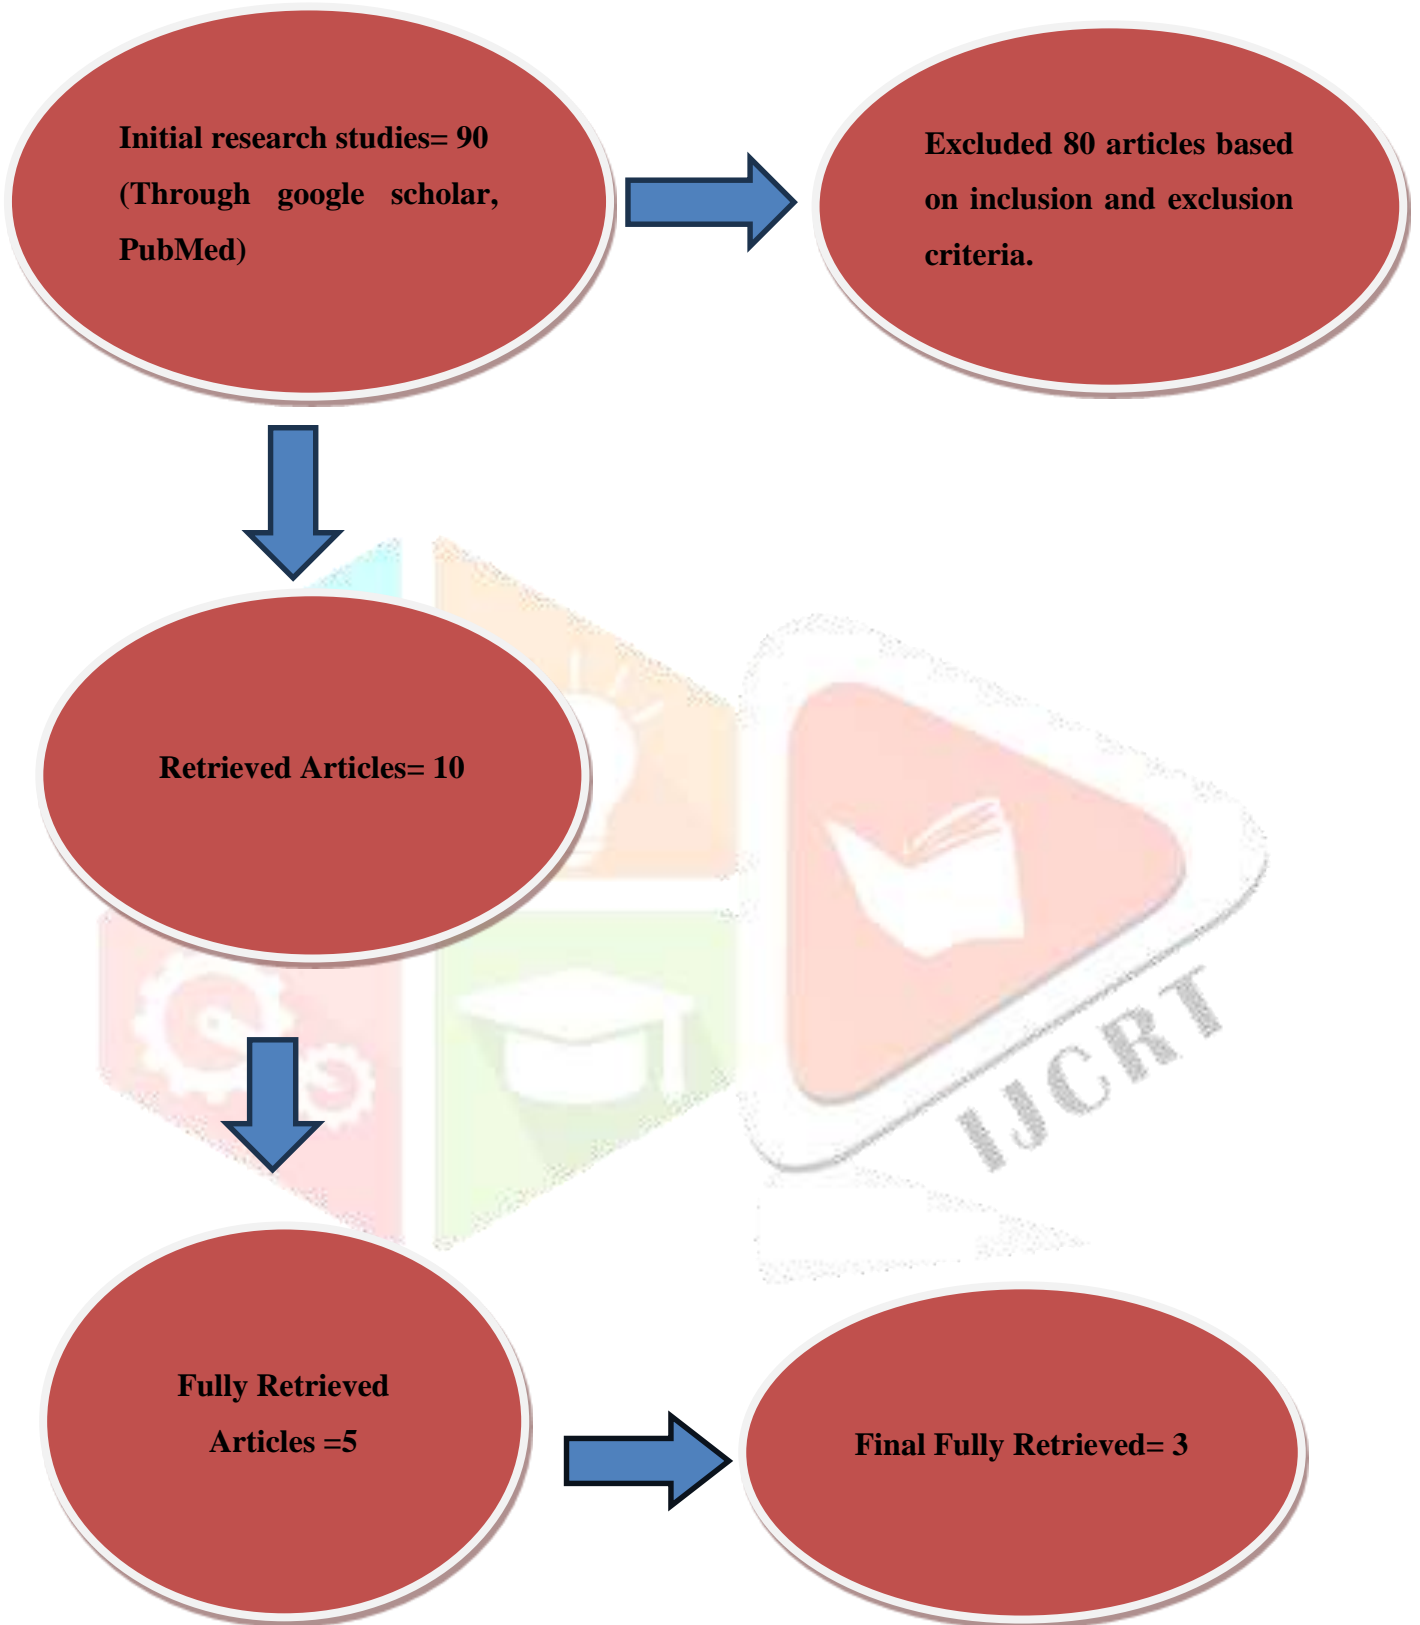 Initial research studies= 90
(Through google scholar,
PubMed)
Excluded 80 articles based
on inclusion and exclusion
criteria.
Retrieved Articles= 10
IJCRT
Fully Retrieved
Articles =5
Final Fully Retrieved= 3